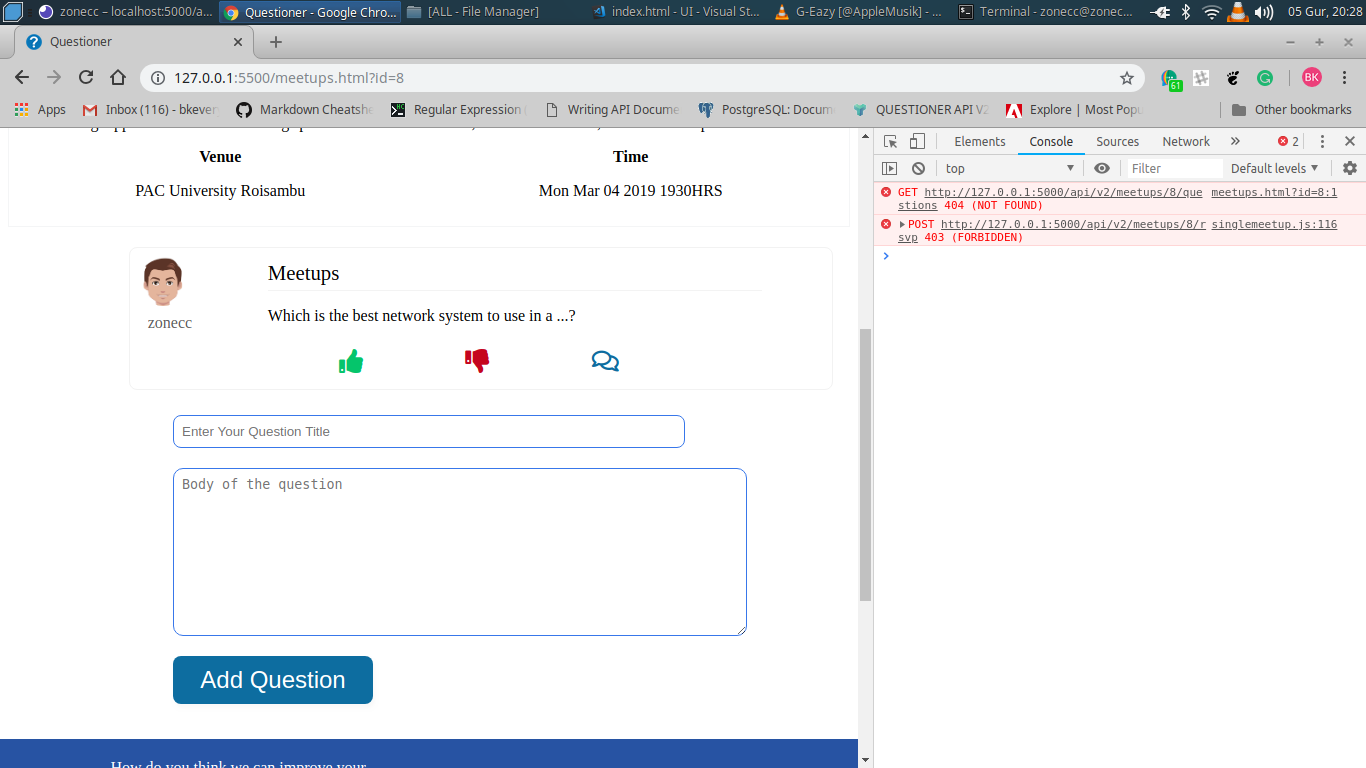 zonecc – localhost:5000/a...
Questioner - Google Chro...
[ALL - File Manager]
index.html - UI - Visual St...
G-Eazy [@AppleMusik] - ...
Terminal - zonecc@zonec...
05 Gur, 20:28
Questioner
127.0.0.1:5500/meetups.html?id=8
61
BK
Apps
Inbox (116) - bkever
Markdown Cheatshe
Regular Expression
Writing API Docume
PostgreSQL: Docum
QUESTIONER API V2
Explore | Most Popu
Other bookmarks
Venue
Time
PAC University Roisambu
Mon Mar 04 2019 1930HRS
Meetups
zonecc
Which is the best network system to use in a ...?
Enter Your Question Title
Body of the question
Add Question
How do you think we can improve your
Elements
Console
Sources
Network
2
top
Filter
Default levels
GET http://127.0.0.1:5000/api/v2/meetups/8/que meetups.html?id=8:1
stions 404 (NOT FOUND)
POST http://127.0.0.1:5000/api/v2/meetups/8/r singlemeetup.js:116
svp 403 (FORBIDDEN)